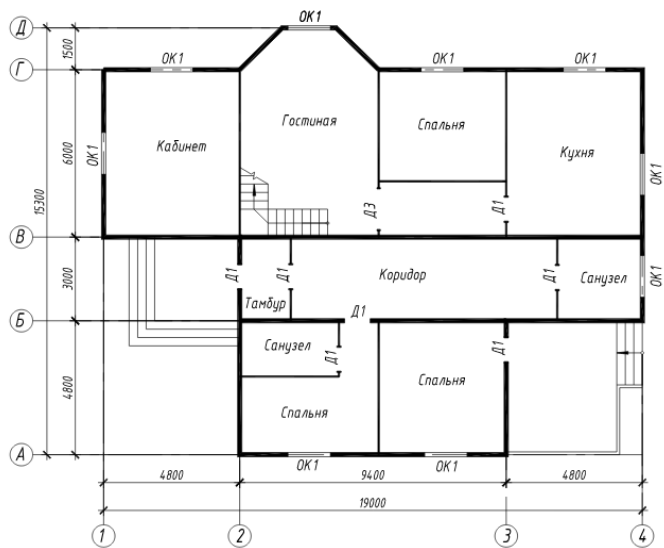 Д
ОК1
1500
Г
ОК1
ОК1
ОК1
Гостиная
Спальня
Кабинет
Кухня
ОК1
6000
15300
ОК1
Д3
Д1
В
3000
Д1
Д1
Коридор
Д1
Санузел
ОК1
Тамбур
Д1
Б
Санузел
Д1
Д1
4800
Спальня
Спальня
А
ОК1
ОК1
4800
9400
4800
19000
1
2
3
4